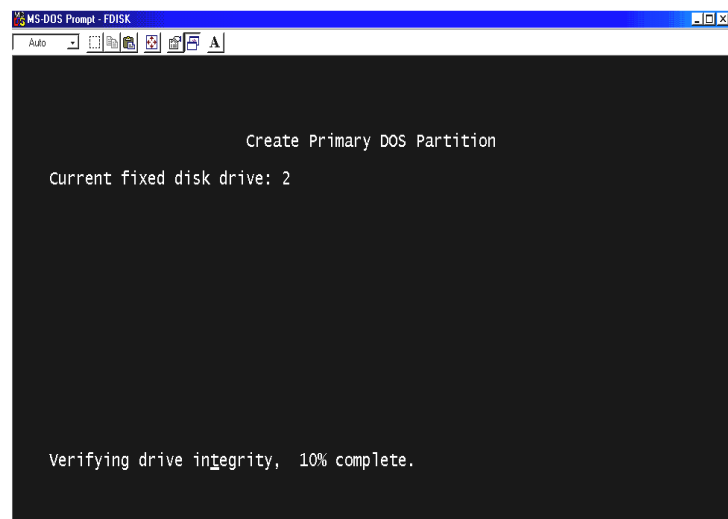 MS-DOS Prompt - FDISK
Auto
A
Create Primary DOS Partition
Current fixed disk drive: 2
Verifying drive integrity,  10% complete.